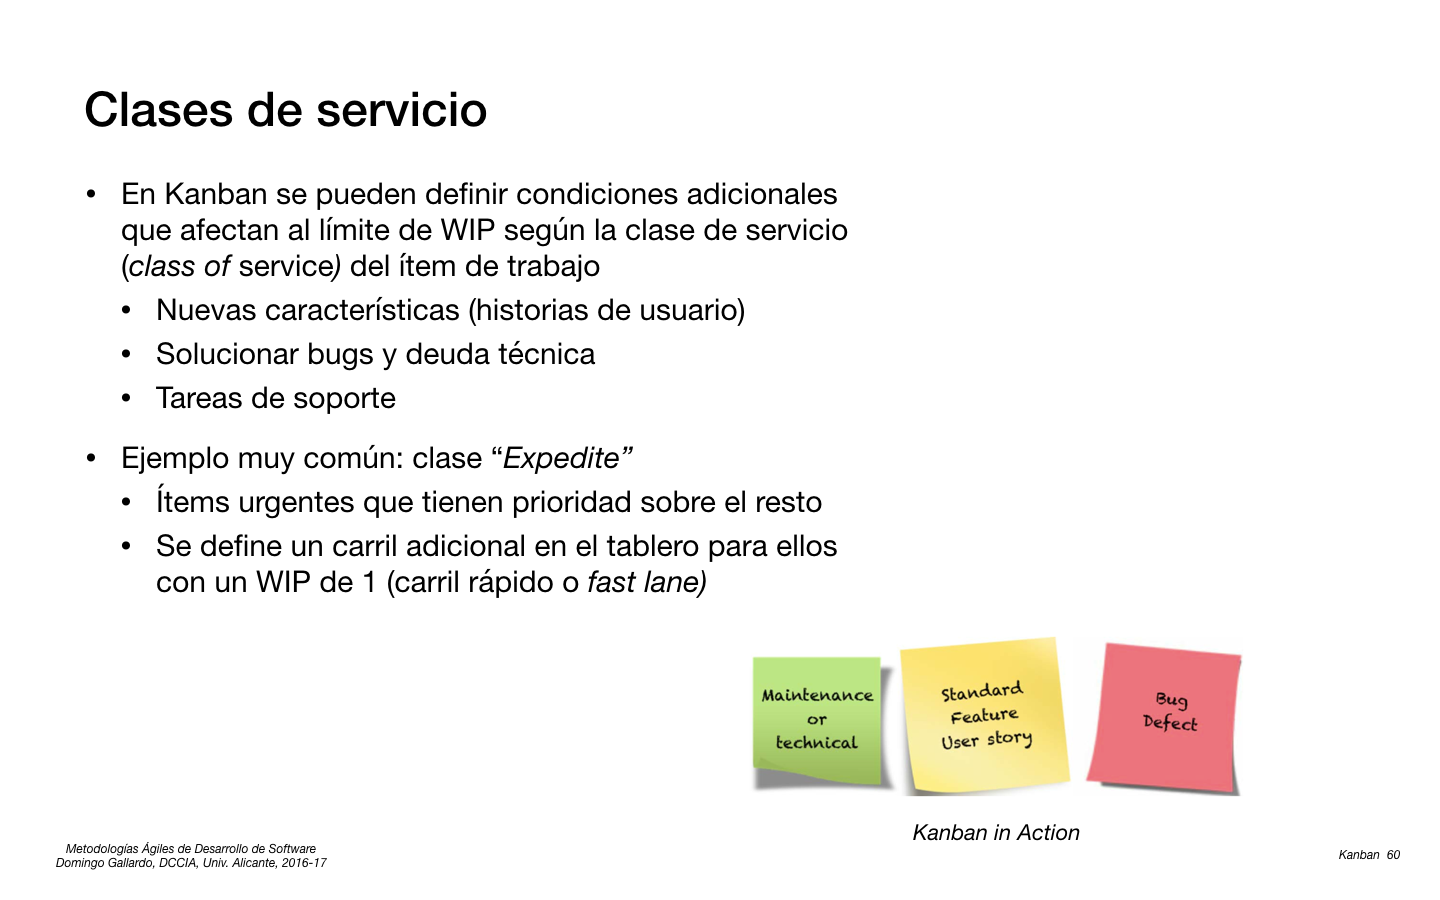 Clases de servicio
• En Kanban se pueden definir condiciones adicionales
que afectan al límite de WIP según la clase de servicio
(class of service) del ítem de trabajo
• Nuevas características (historias de usuario)
• Solucionar bugs y deuda técnica
• Tareas de soporte
• Ejemplo muy común: clase “Expedite”
• Ítems urgentes que tienen prioridad sobre el resto
• Se define un carril adicional en el tablero para ellos
con un WIP de 1 (carril rápido o fast lane)
Maintenance
or
technical
Standard
Feature
User story
Bug
Defect
Kanban in Action
Metodologías Ágiles de Desarrollo de Software
Domingo Gallardo, DCCIA, Univ. Alicante, 2016-17
Kanban 60